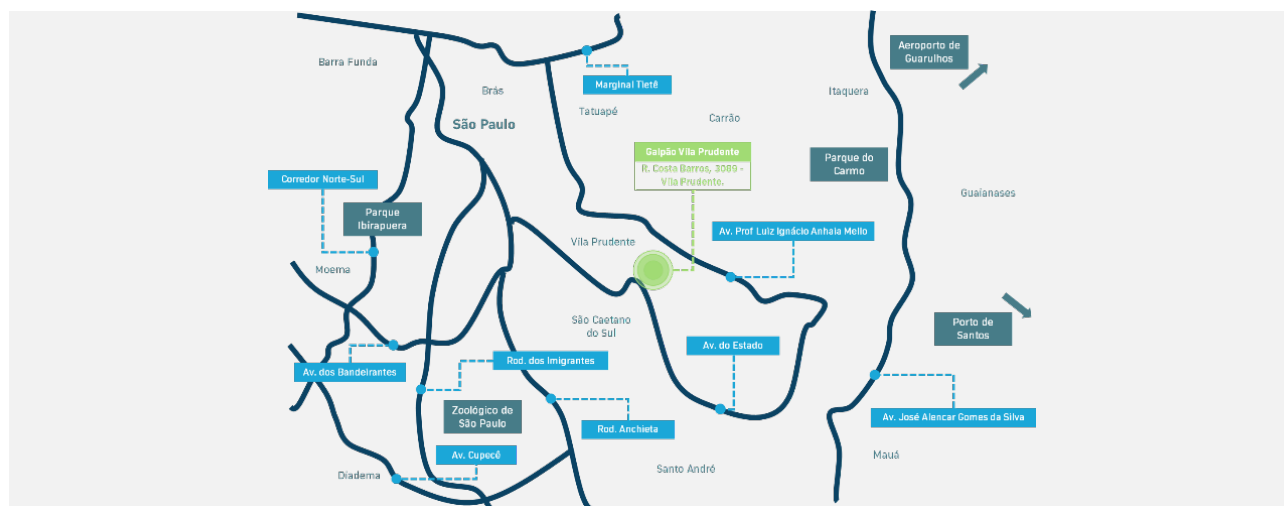 Aeroporto de
Guarulhos
Barra Funda
Marginal Tietê
Brás
Itaquera
Tatuapé
Carrão
São Paulo
Galpão Vila Prudente
R. Costa Barros, 3089 -
Vila Prudente.
Parque do
Carmo
Corredor Norte-Sul
Guaianases
Parque
Ibirapuera
Av. Prof Luiz Ignácio Anhaia Mello
Vila Prudente
Moema
São Caetano
do Sul
Porto de
Santos
Av. do Estado
Rod. dos Imigrantes
Av. dos Bandeirantes
Zoológico de
São Paulo
Av. José Alencar Gomes da Silva
Rod. Anchieta
Av. Cupecê
Mauá
Santo André
Diadema